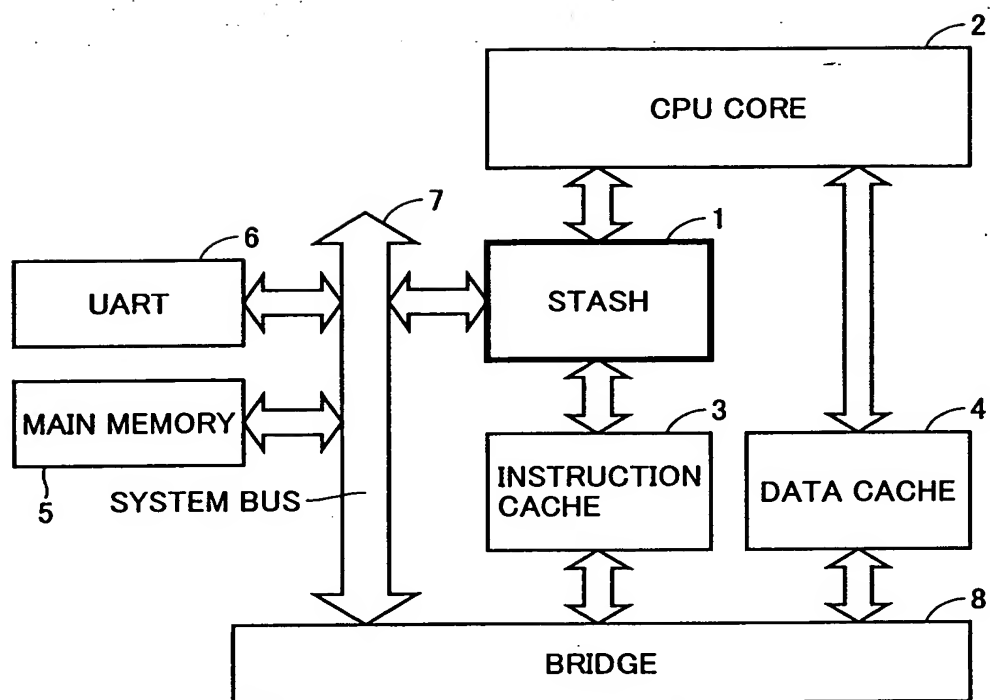 2
CPU CORE
7
1
6
UART
STASH
MAIN MEMORY
3
4
5
SYSTEM BUS
INSTRUCTION
CACHE
DATA CACHE
8
BRIDGE